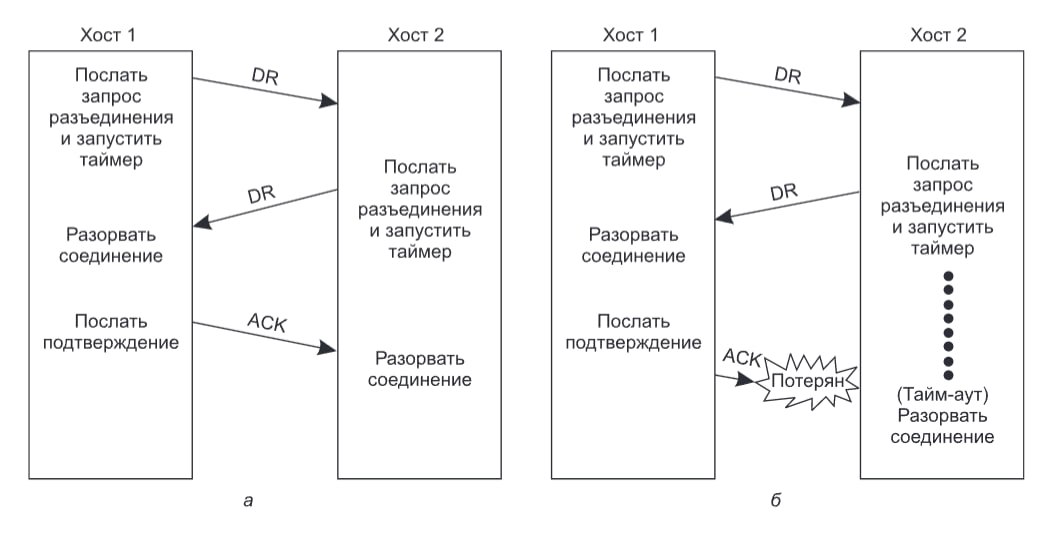 Хост 1
Хост 2
Послать
запрос
разъединения
и запустить
таймер
DR
Послать
запрос
разъединения
и запустить
таймер
DR
Разорвать
соединение
Послать
подтверждение
ACK
Разорвать
соединение
а
Хост 1
Хост 2
Послать
запрос
разъединения
и запустить
таймер
DR
Послать
запрос
разъединения
и запустить
таймер
DR
Разорвать
соединение
Послать
подтверждение
ACK
Потерян
(Тайм-аут)
Разорвать
соединение
б